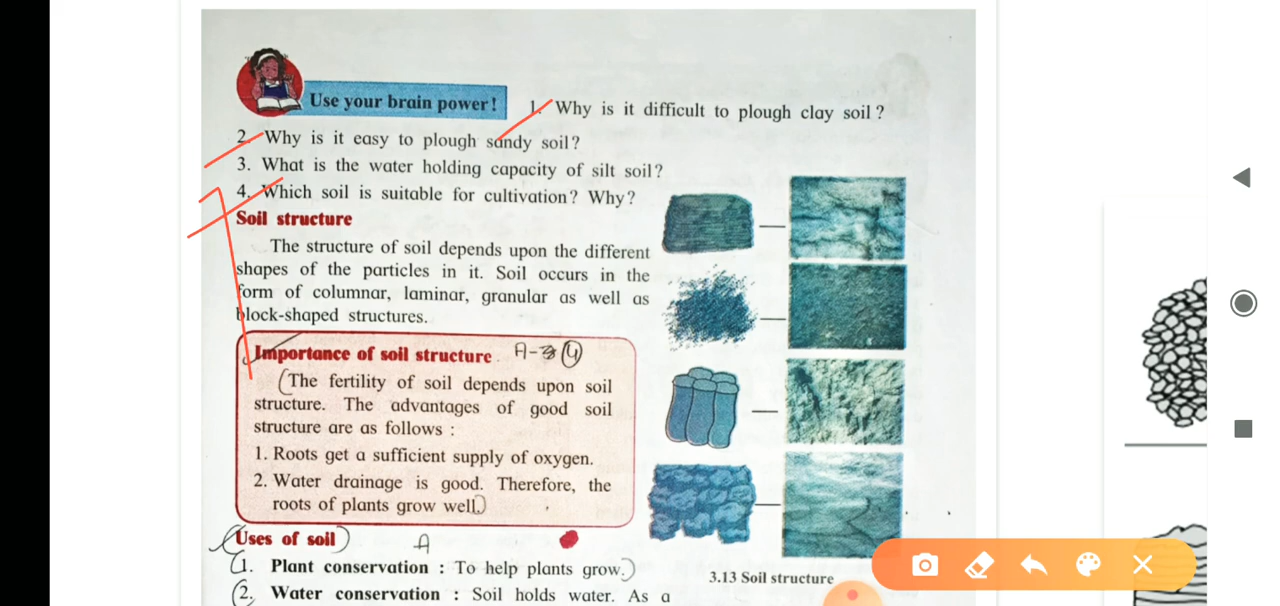 Use your brain power! 1. Why is it difficult to plough clay soil?
2. Why is it easy to plough sandy soil?
3. What is the water holding capacity of silt soil?
4. Which soil is suitable for cultivation? Why?
Soil structure
The structure of soil depends upon the different
shapes of the particles in it. Soil occurs in the
form of columnar, laminar, granular as well as
block-shaped structures.
Importance of soil structure. A-3 (4)
(The fertility of soil depends upon soil
structure. The advantages of good soil
structure are as follows :
1. Roots get a sufficient supply of oxygen.
2. Water drainage is good. Therefore, the
roots of plants grow well.)
(Uses of soil) A
(1. Plant conservation : To help plants grow.)
(2. Water conservation : Soil holds water. As a
3.13 Soil structure